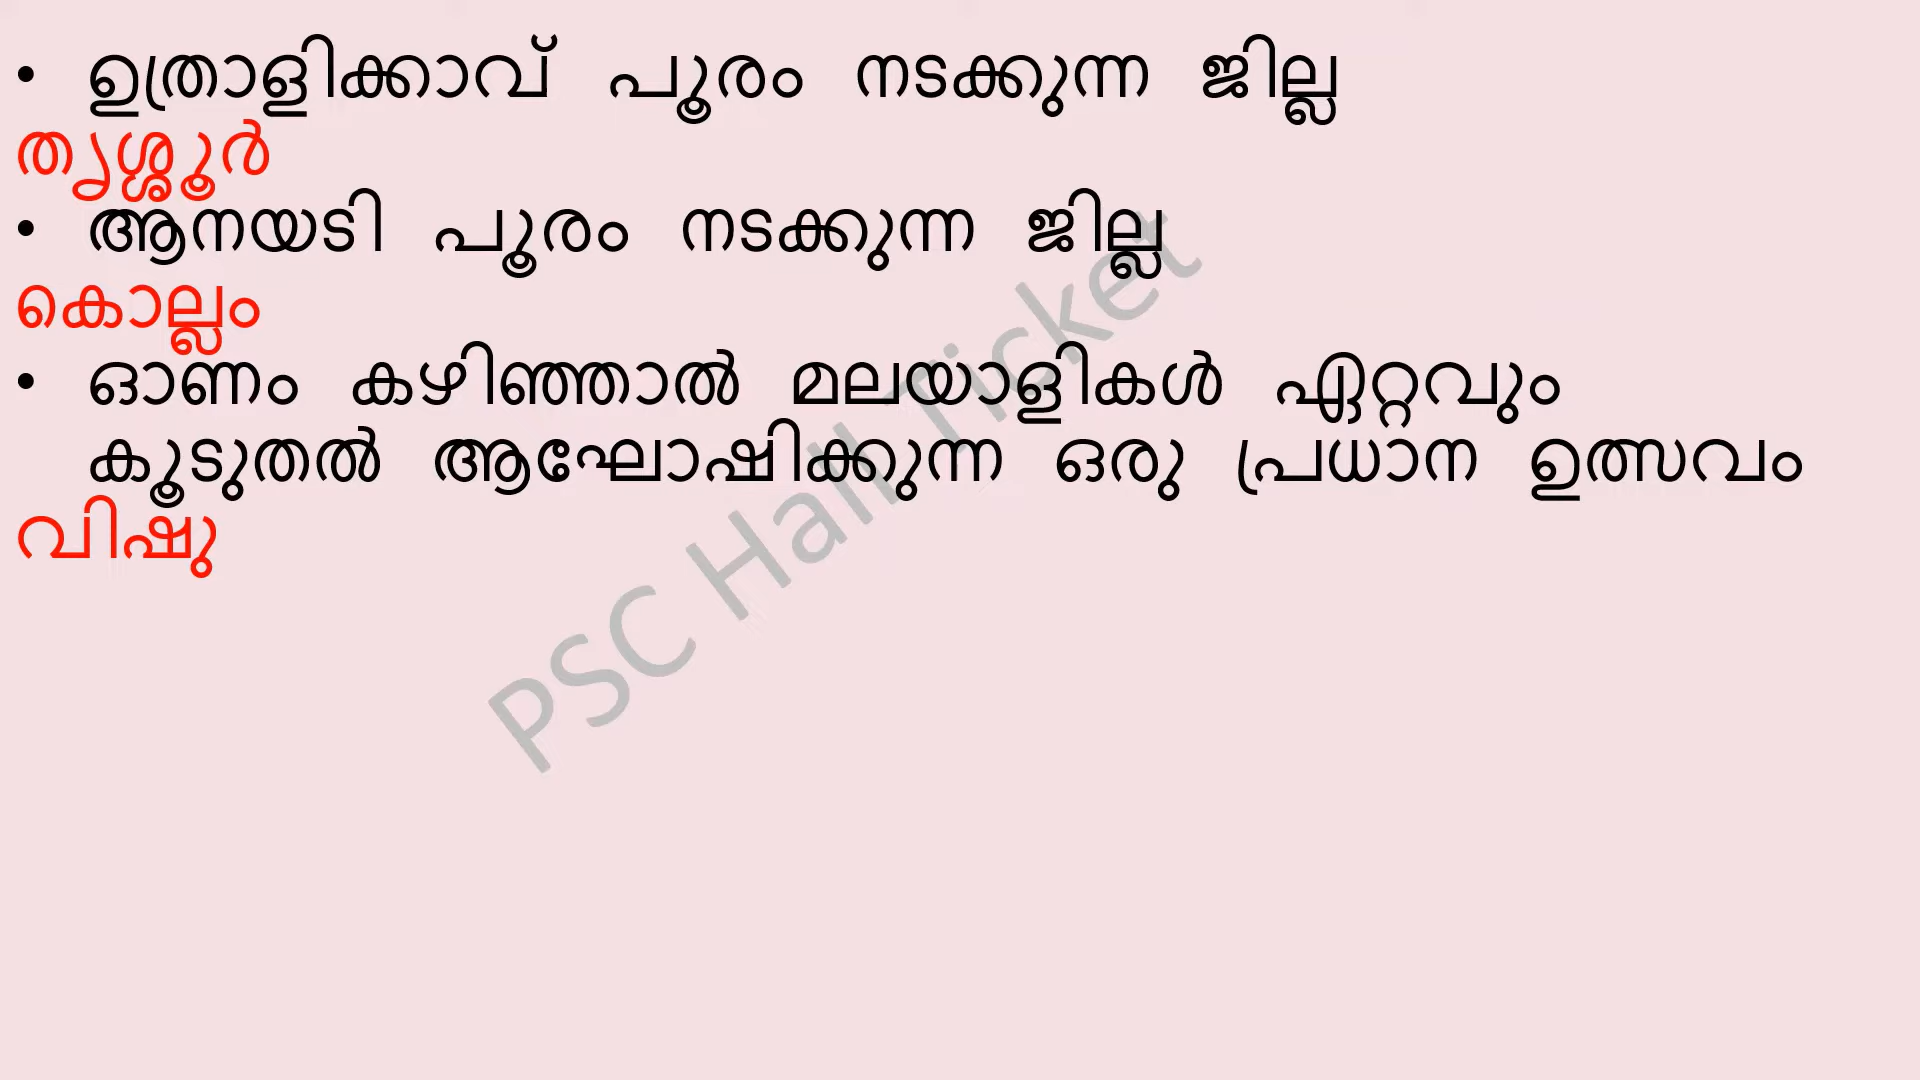 • ഉത്രാളിക്കാവ് പൂരം നടക്കുന്ന ജില്ല
തൃശ്ശൂർ
• ആനയടി പൂരം നടക്കുന്ന ജില്ല
കൊല്ലം
• ഓണം കഴിഞ്ഞാൽ മലയാളികൾ ഏറ്റവും
കൂടുതൽ ആഘോഷിക്കുന്ന ഒരു പ്രധാന ഉത്സവം
വിഷു
PSC Hall Ticket